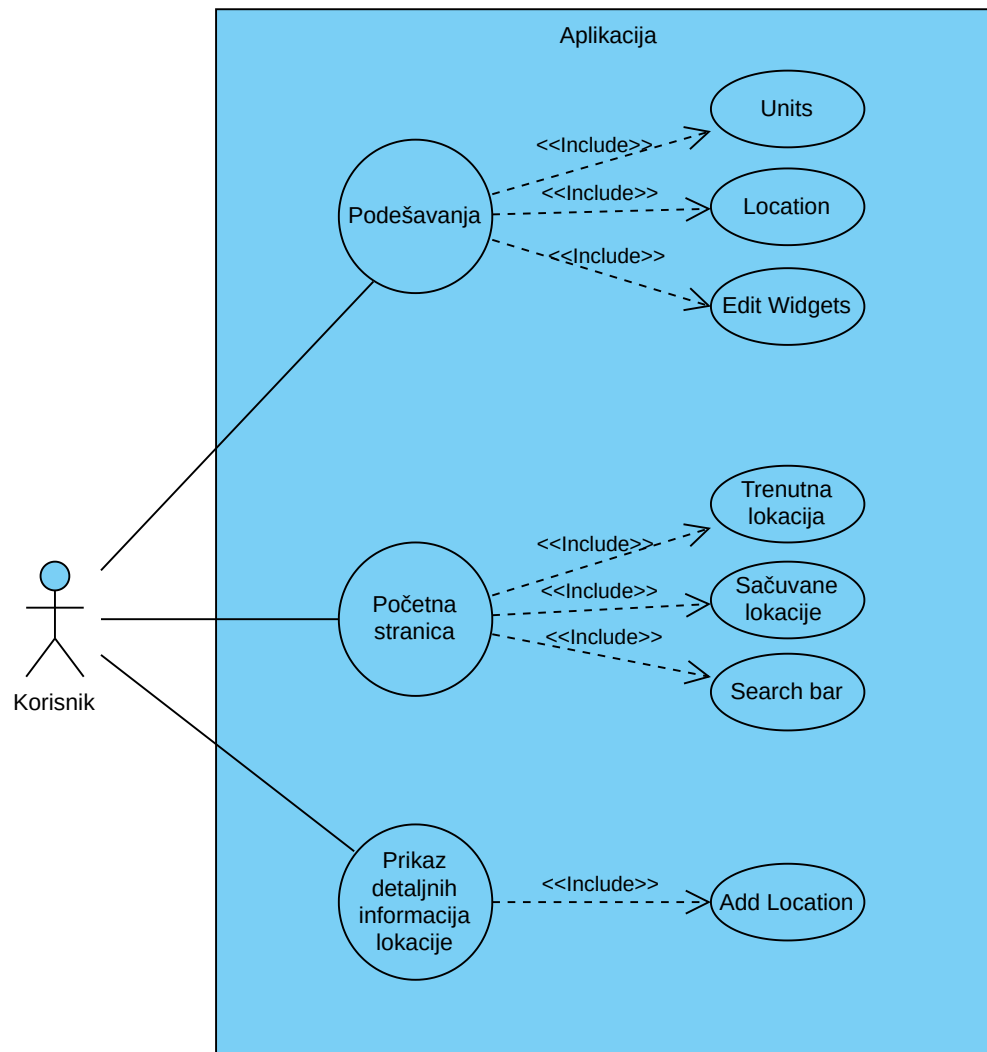 Aplikacija
Units
<<Include>>
Podešavanja
<<Include>>
Location
<<Include>>
Edit Widgets
Trenutna
lokacija
<<Include>>
Početna
stranica
<<Include>>
Sačuvane
lokacije
<<Include>>
Search bar
Korisnik
Prikaz
detaljnih
informacija
lokacije
<<Include>>
Add Location